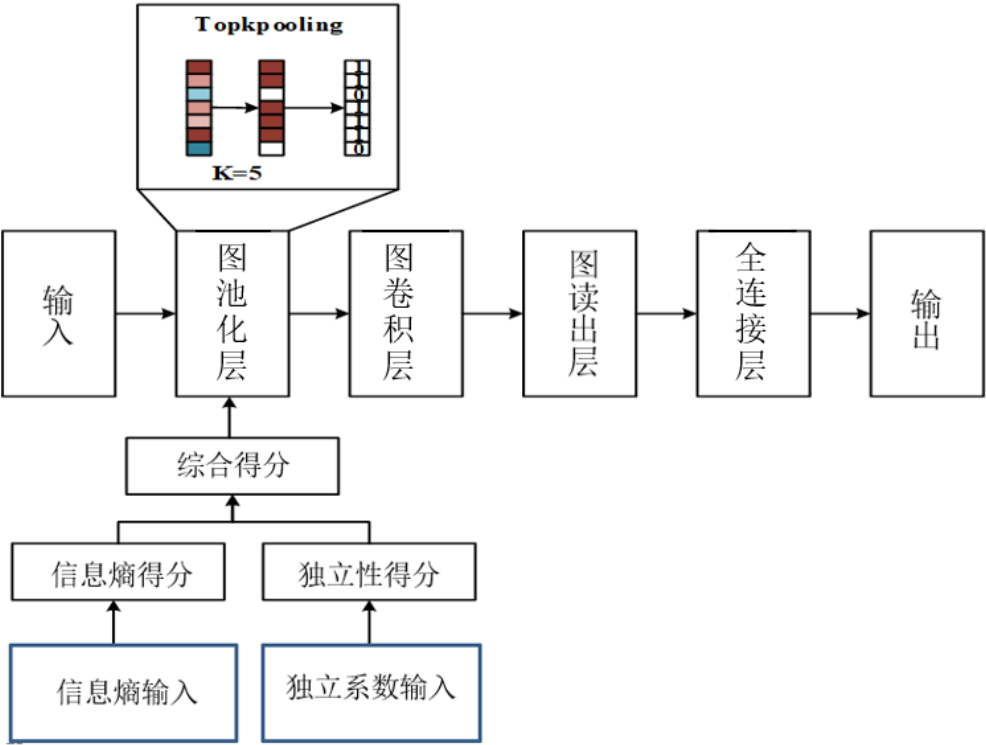 Topkpooling
1
1
0
1
1
1
0
K=5
输入
图池化层
图卷积层
图读出层
全连接层
输出
综合得分
信息熵得分
独立性得分
信息熵输入
独立系数输入